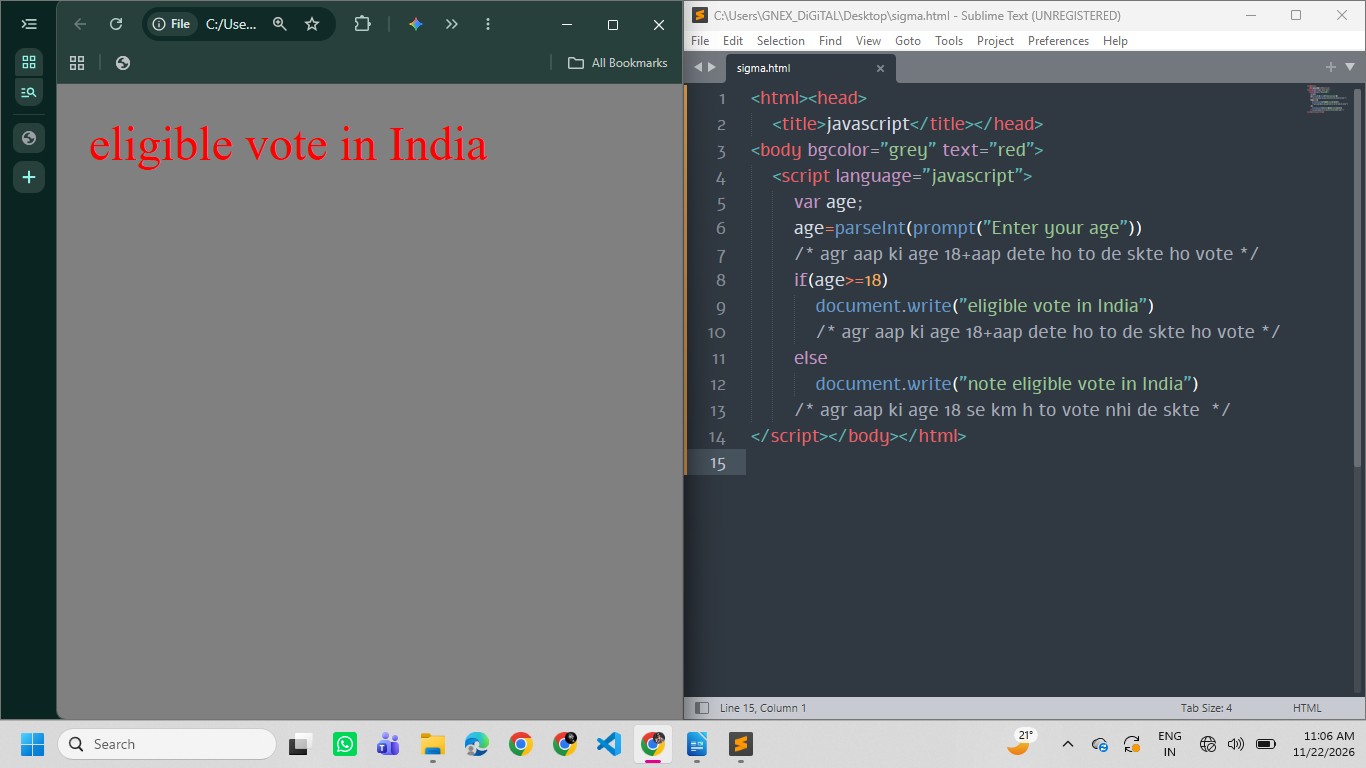 File C:/Use...
All Bookmarks
eligible vote in India
C:\Users\GNEX_DiGiTAL\Desktop\sigma.html - Sublime Text (UNREGISTERED)
File Edit Selection Find View Goto Tools Project Preferences Help
sigma.html
1 <html><head>
2 <title>javascript</title></head>
3 <body bgcolor="grey" text="red">
4 <script language="javascript">
5 var age;
6 age=parseInt(prompt("Enter your age"))
7 /* agr aap ki age 18+aap dete ho to de skte ho vote */
8 if(age>=18)
9 document.write("eligible vote in India")
10 /* agr aap ki age 18+aap dete ho to de skte ho vote */
11 else
12 document.write("note eligible vote in India")
13 /* agr aap ki age 18 se km h to vote nhi de skte  */
14 </script></body></html>
15
Line 15, Column 1 Tab Size: 4 HTML
Search
21°
ENG
IN
11:06 AM
11/22/2026